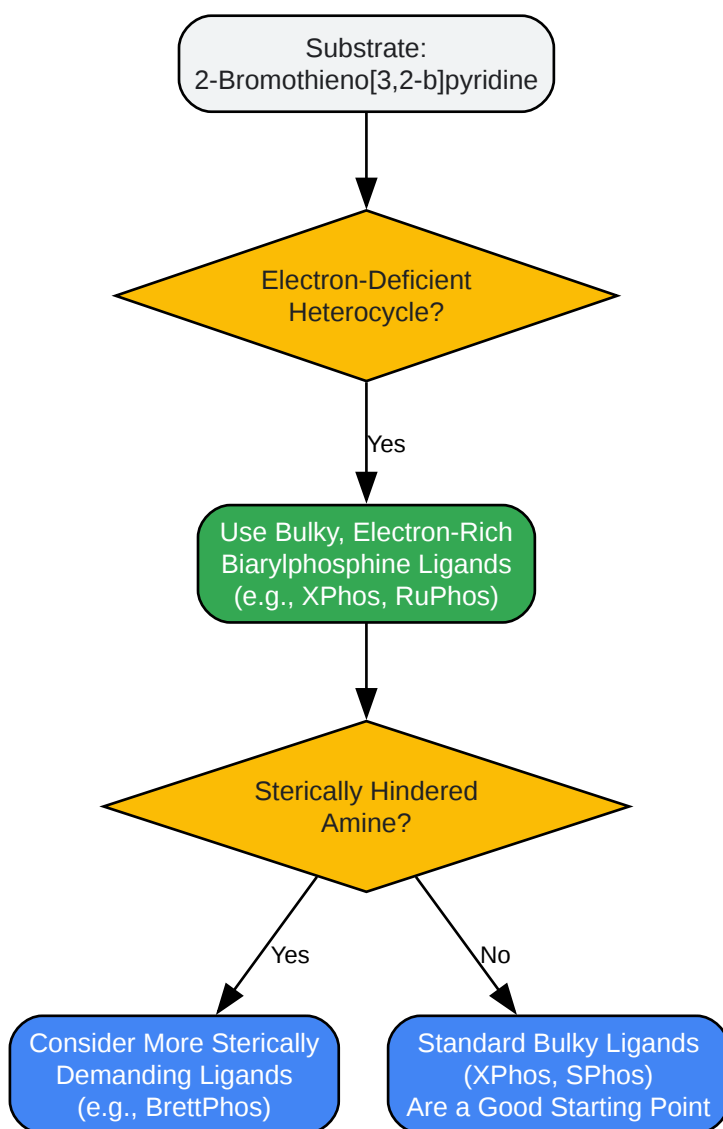 Substrate:
2-Bromothieno[3,2-b]pyridine
Electron-Deficient
Heterocycle?
Yes
Use Bulky, Electron-Rich
Biarylphosphine Ligands
(e.g., XPhos, RuPhos)
Sterically Hindered
Amine?
Yes
No
Consider More Sterically
Demanding Ligands
(e.g., BrettPhos)
Standard Bulky Ligands
(XPhos, SPhos)
Are a Good Starting Point